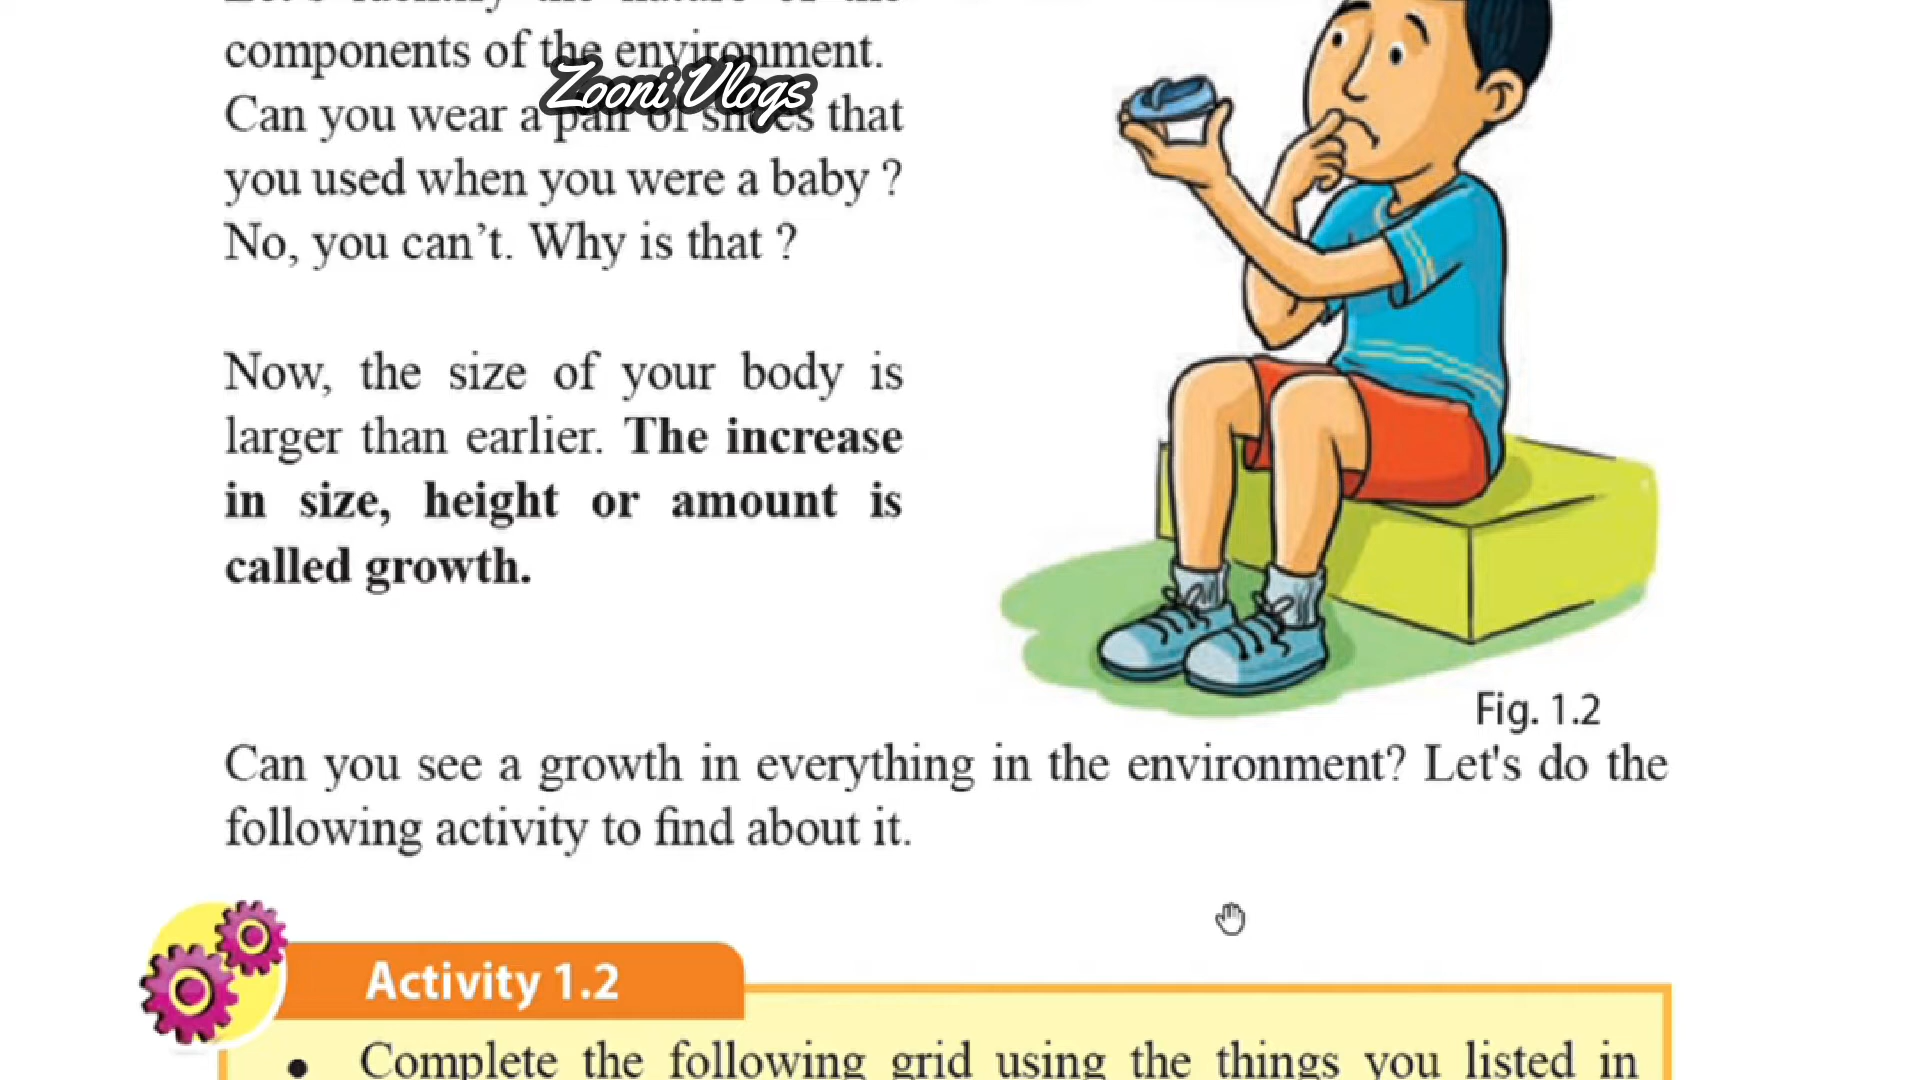 components of the environment.
Zooni Vlogs
Can you wear a pair of shoes that
you used when you were a baby ?
No, you can’t. Why is that ?
Now, the size of your body is
larger than earlier. The increase
in size, height or amount is
called growth.
Fig. 1.2
Can you see a growth in everything in the environment? Let's do the
following activity to find about it.
Activity 1.2
• Complete the following grid using the things you listed in